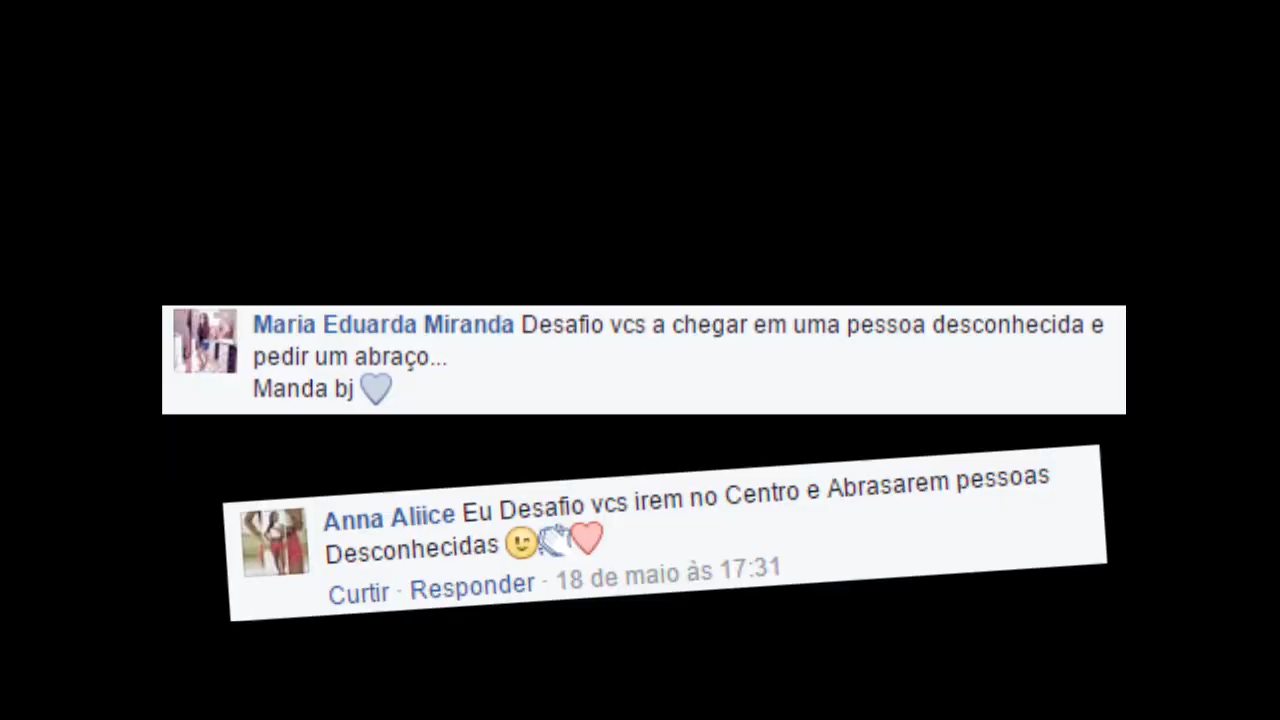 Maria Eduarda Miranda Desafio vcs a chegar em uma pessoa desconhecida e
pedir um abraço...
Manda bj
Anna Aliice Eu Desafio vcs irem no Centro e Abrasarem pessoas
Desconhecidas 😉👏❤
Curtir · Responder · 18 de maio às 17:31